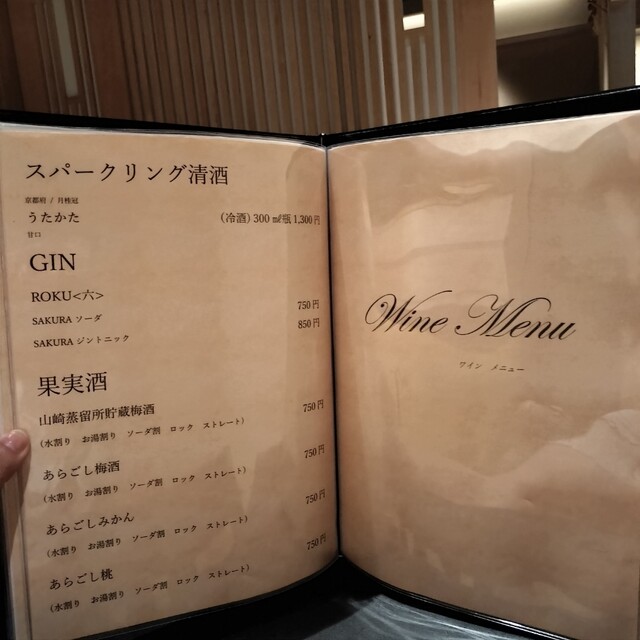 スパークリング清酒
京都府 / 月桂冠
うたかた (冷酒) 300 ㎖瓶 1,300円
甘口
GIN
ROKU<六>
SAKURA ソーダ 750円
SAKURA ジントニック 850円
果実酒
山崎蒸留所貯蔵梅酒 750円
(水割り お湯割り ソーダ割 ロック ストレート)
あらごし梅酒 750円
(水割り お湯割り ソーダ割 ロック ストレート)
あらごしみかん 750円
(水割り お湯割り ソーダ割 ロック ストレート)
あらごし桃 750円
(水割り お湯割り ソーダ割 ロック ストレート)
Wine Menu
ワイン メニュー